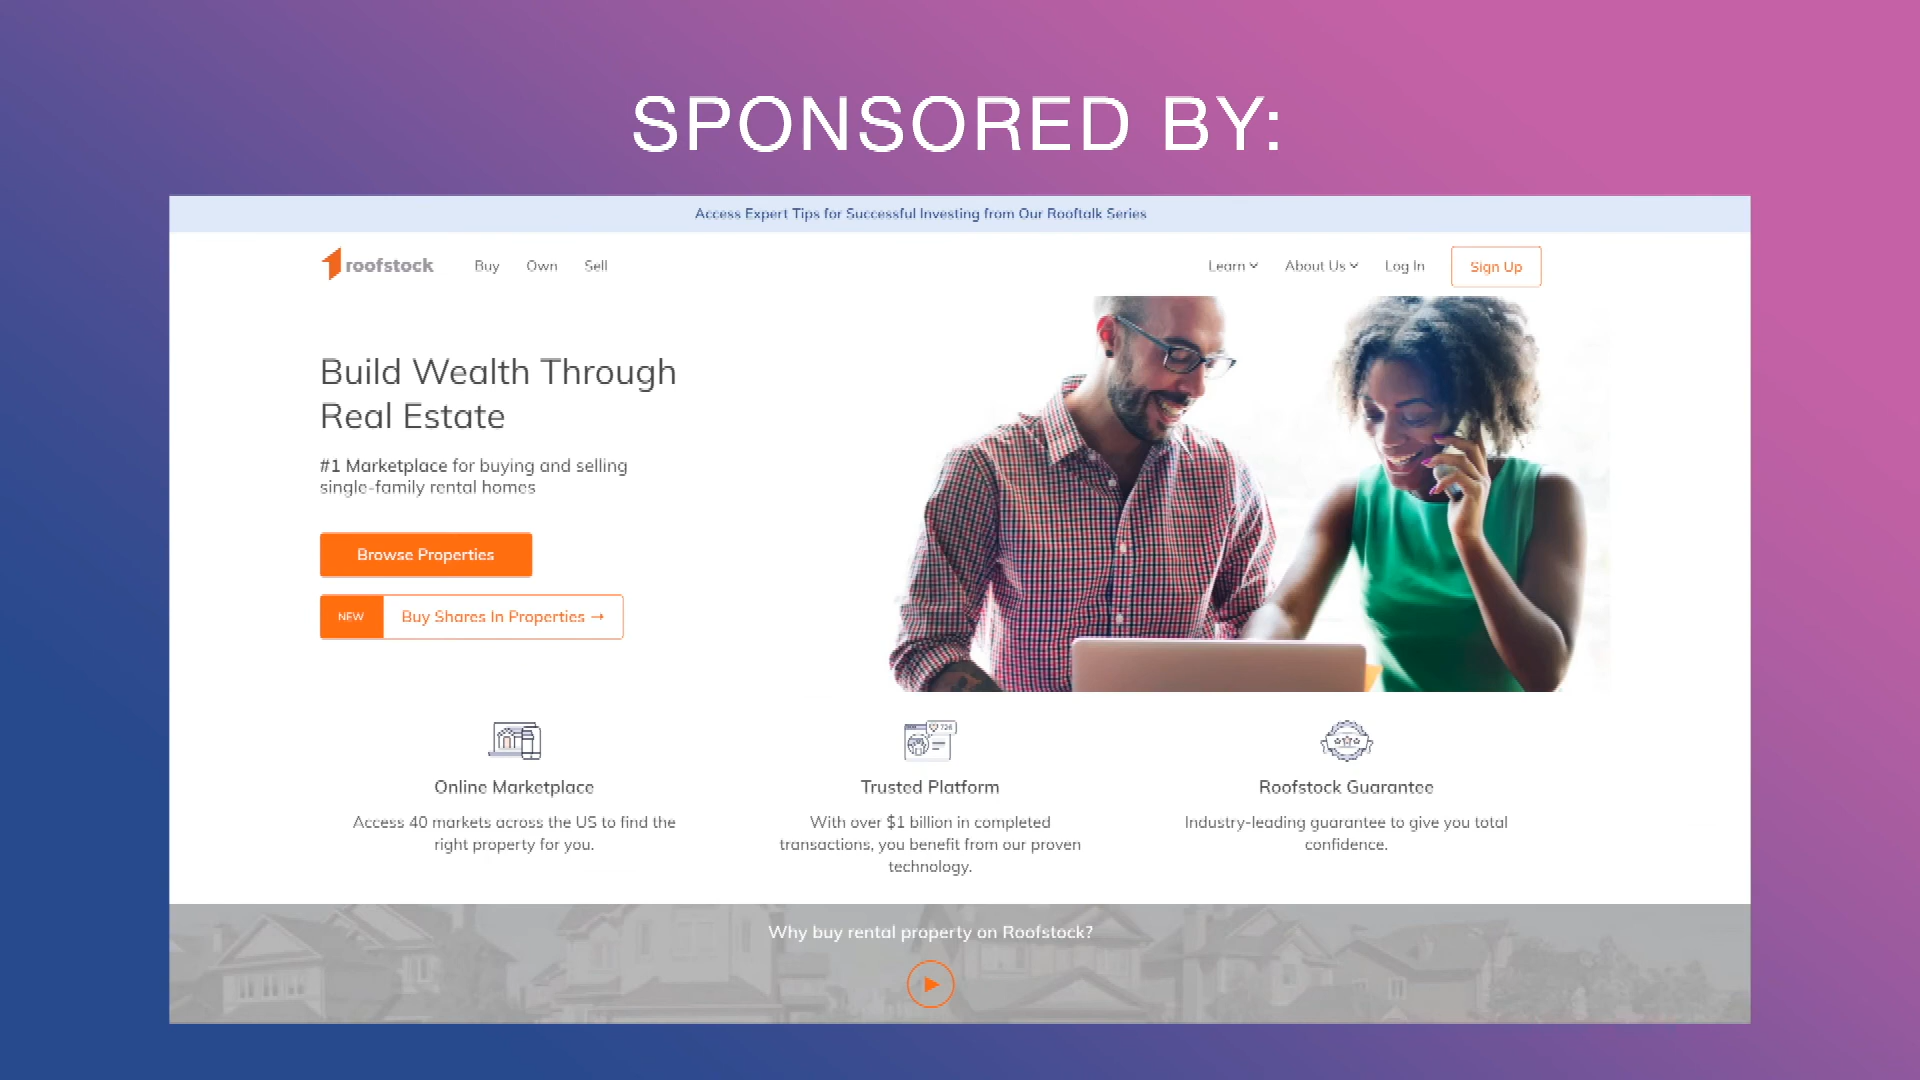 SPONSORED BY:
Access Expert Tips for Successful Investing from Our Rooftalk Series
roofstock Buy Own Sell Learn About Us Log In Sign Up
Build Wealth Through
Real Estate
#1 Marketplace for buying and selling
single-family rental homes
Browse Properties
NEW Buy Shares In Properties →
Online Marketplace
Access 40 markets across the US to find the
right property for you.
Trusted Platform
With over $1 billion in completed
transactions, you benefit from our proven
technology.
Roofstock Guarantee
Industry-leading guarantee to give you total
confidence.
Why buy rental property on Roofstock?